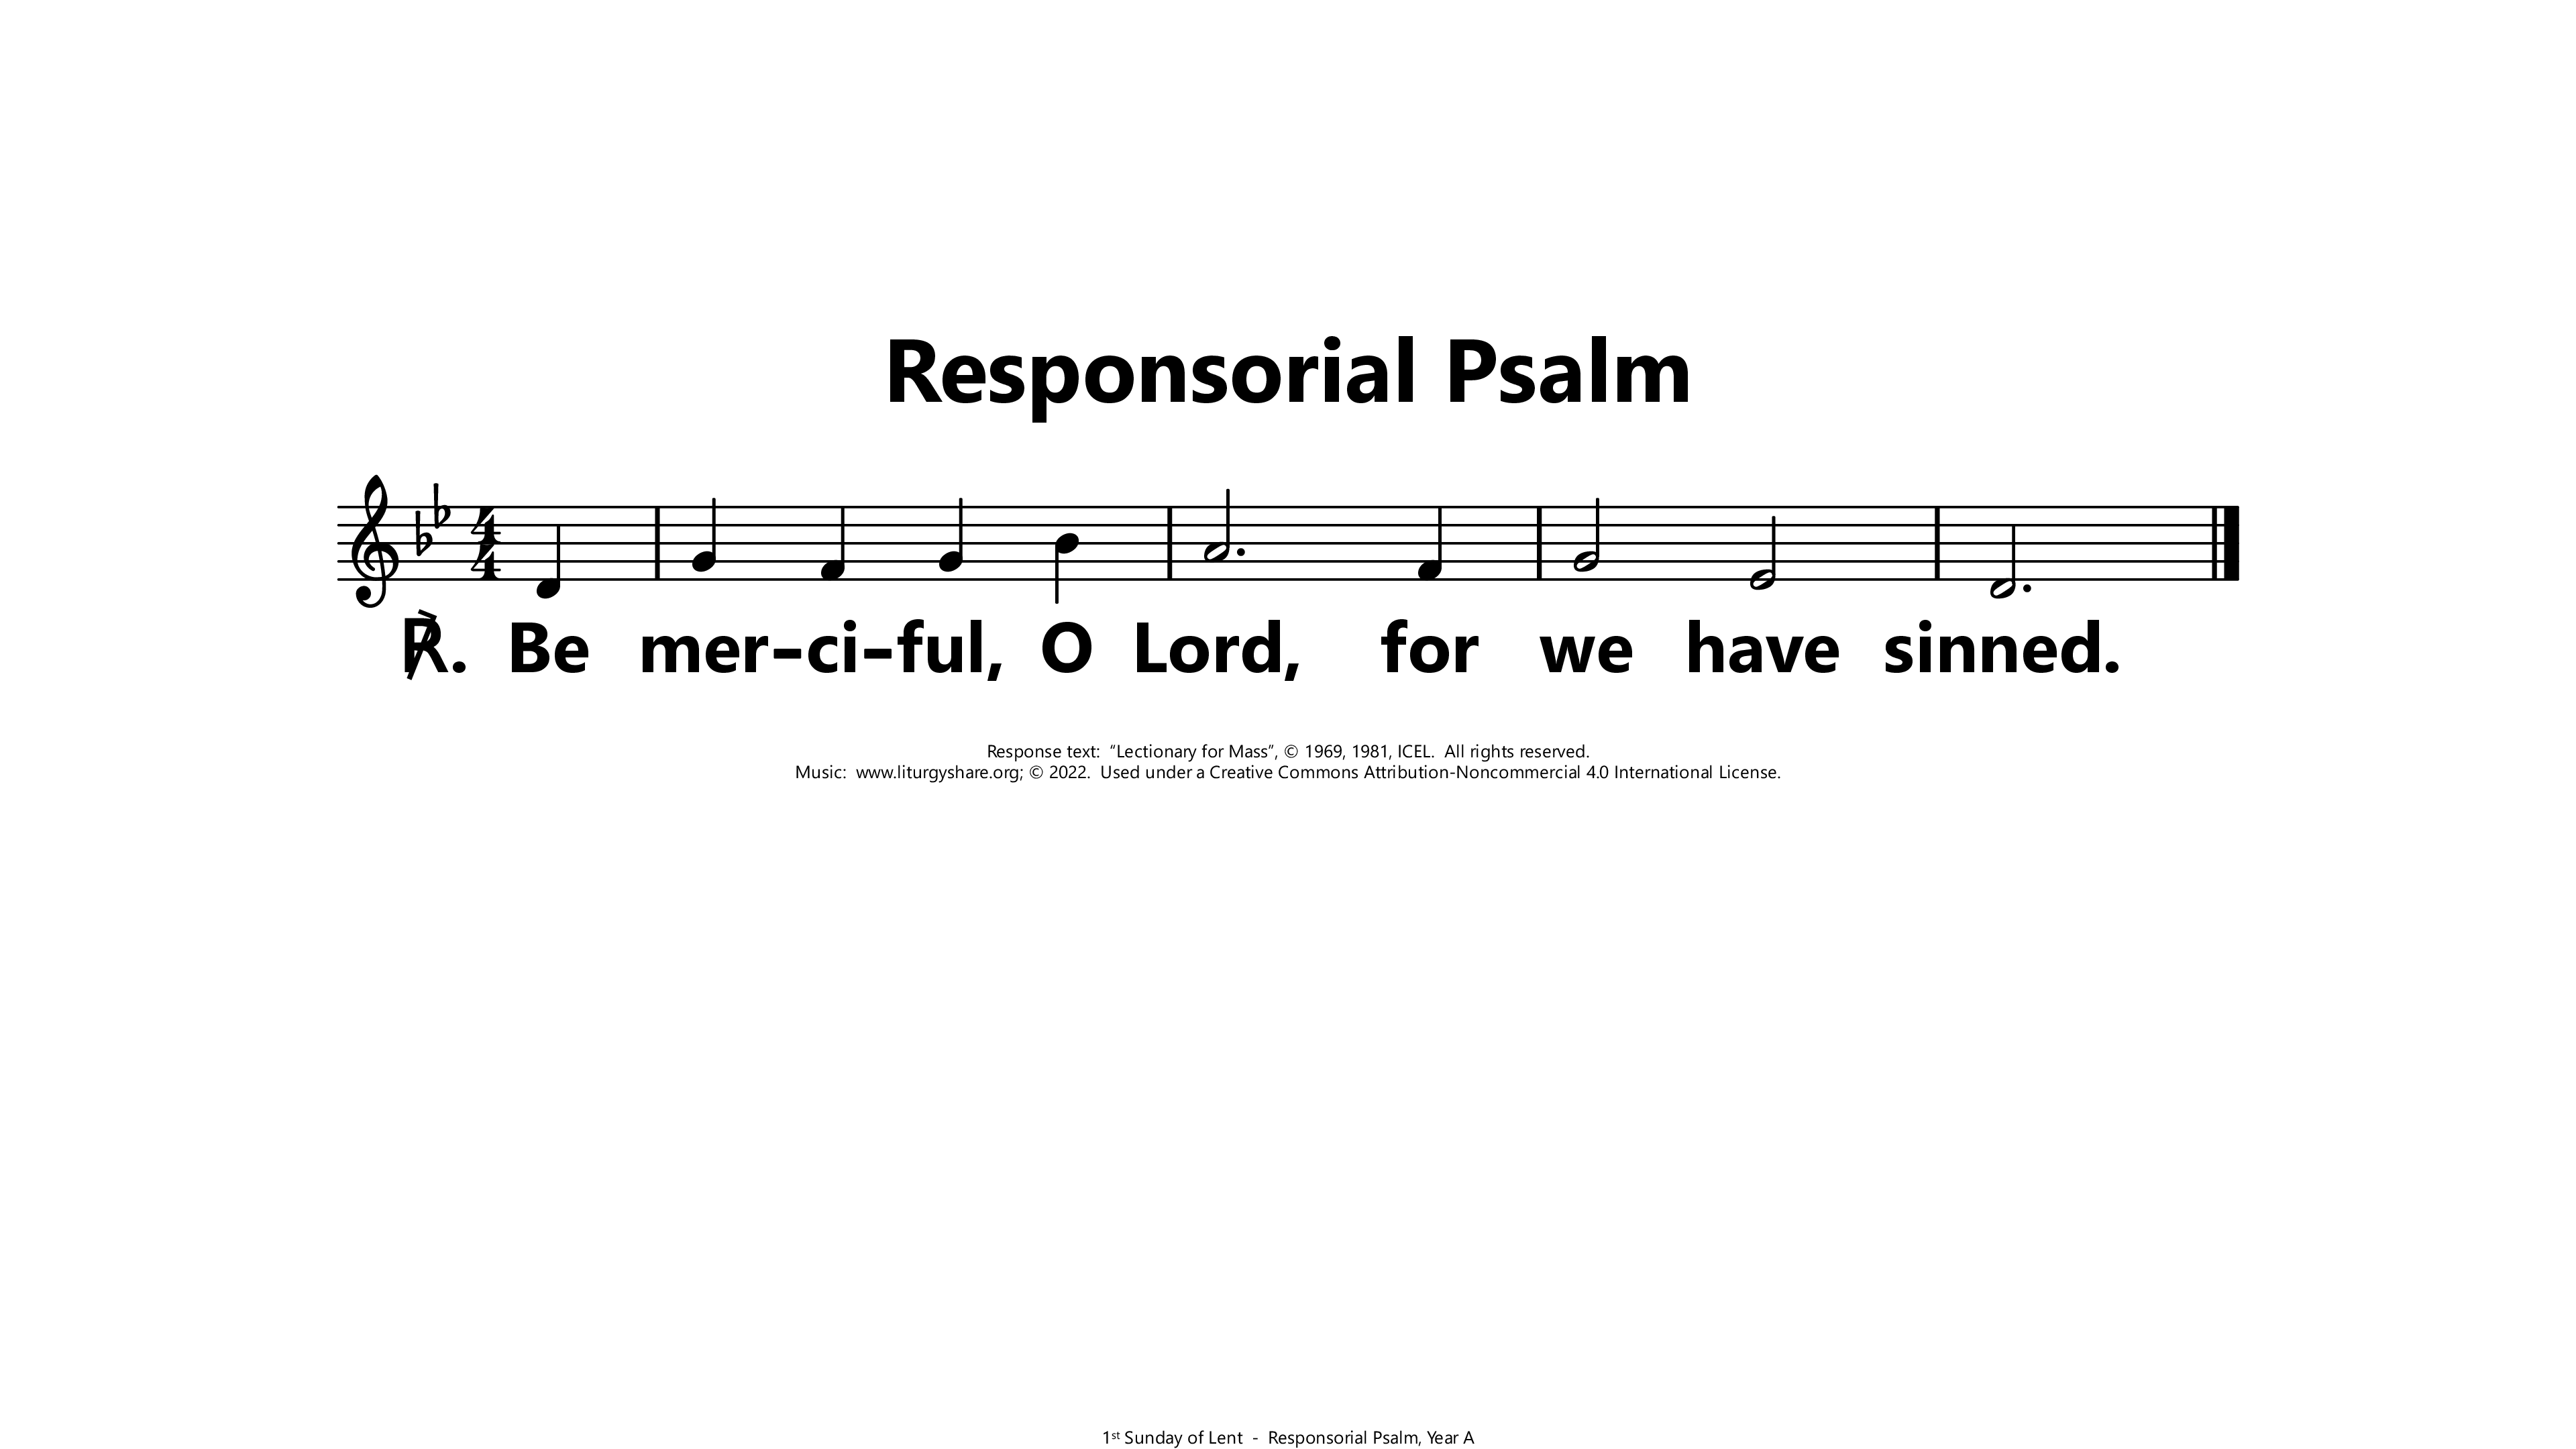 Responsorial Psalm
℟. Be mer-ci-ful, O Lord, for we have sinned.
Response text: “Lectionary for Mass”, © 1969, 1981, ICEL. All rights reserved.
Music: www.liturgyshare.org; © 2022. Used under a Creative Commons Attribution-Noncommercial 4.0 International License.
1st Sunday of Lent - Responsorial Psalm, Year A